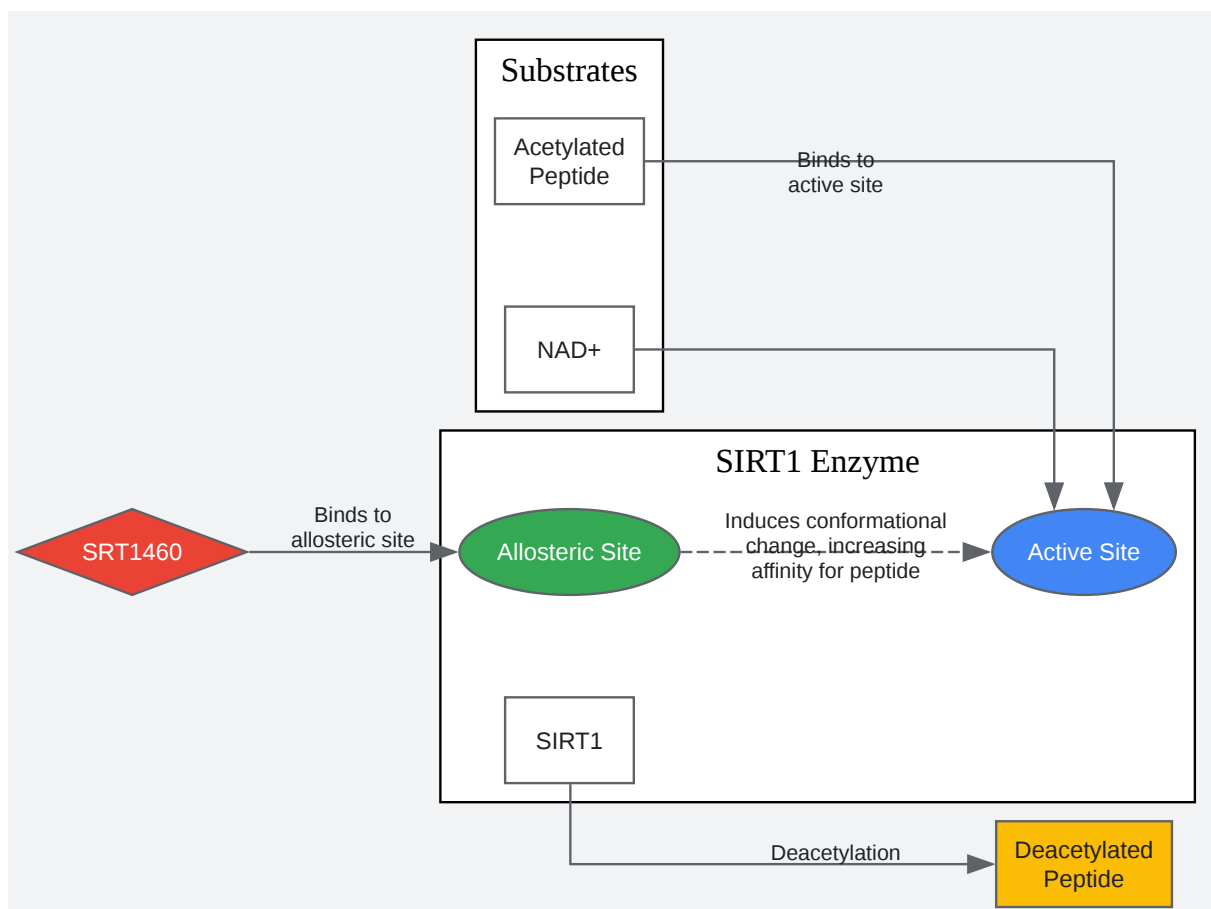 Substrates
Acetylated
Peptide
Binds to
active site
NAD+
SIRT1 Enzyme
SRT1460
Binds to
allosteric site
Allosteric Site
Induces conformational
change, increasing
affinity for peptide
Active Site
SIRT1
Deacetylation
Deacetylated
Peptide